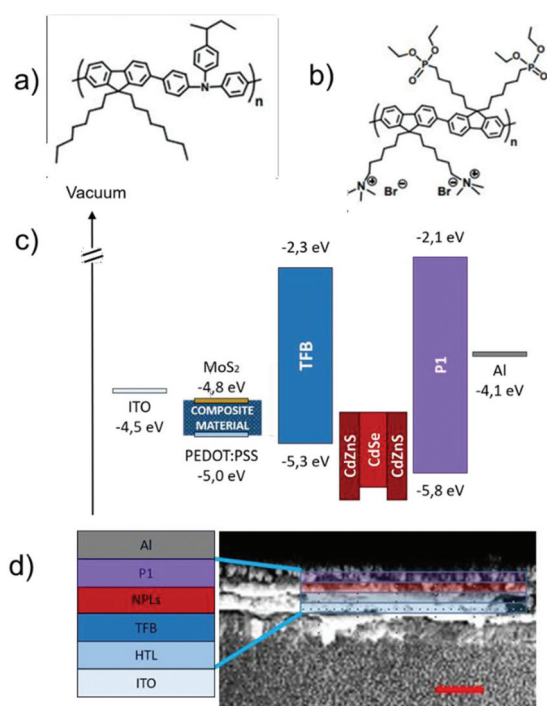 a)
n
N
b)
O
O
P
O
O
O
P
O
n
N
⊕
Br⊖
Br⊖
N
⊕
Vacuum
c)
-2,3 eV
-2,1 eV
TFB
P1
MoS2
-4,8 eV
Al
-4,1 eV
ITO
-4,5 eV
COMPOSITE
MATERIAL
CdZnS
CdSe
CdZnS
PEDOT:PSS
-5,0 eV
-5,3 eV
-5,8 eV
d)
Al
P1
NPLs
TFB
HTL
ITO